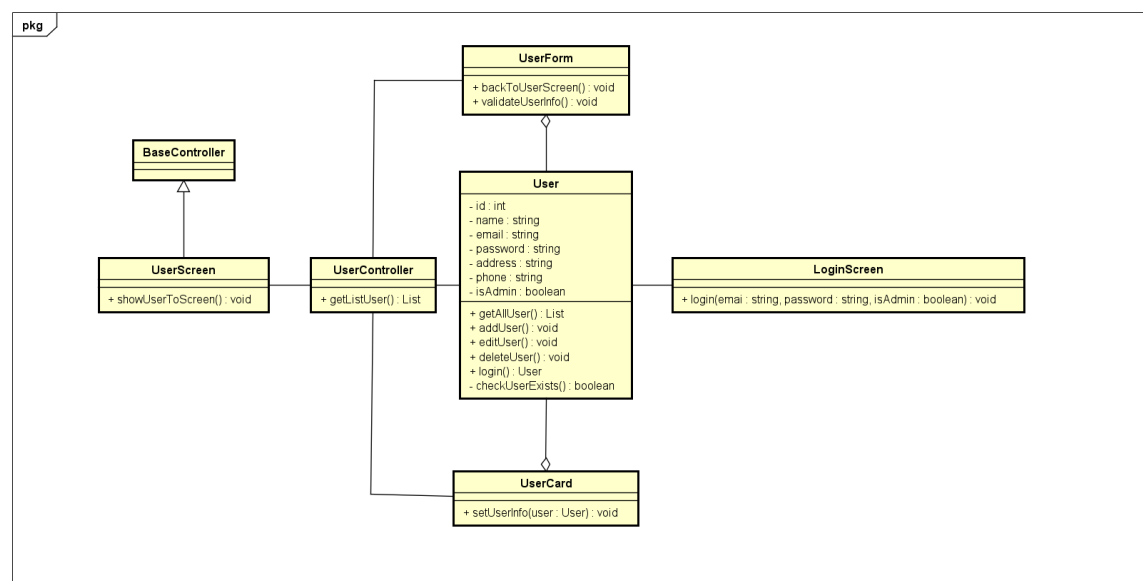 pkg
UserForm
+ backToUserScreen() : void
+ validateUserInfo() : void
BaseController
User
- id : int
- name : string
- email : string
- password : string
- address : string
- phone : string
- isAdmin : boolean
+ getAllUser() : List
+ addUser() : void
+ editUser() : void
+ deleteUser() : void
+ login() : User
- checkUserExists() : boolean
UserScreen
+ showUserToScreen() : void
UserController
+ getListUser() : List
LoginScreen
+ login(emai : string, password : string, isAdmin : boolean) : void
UserCard
+ setUserInfo(user : User) : void